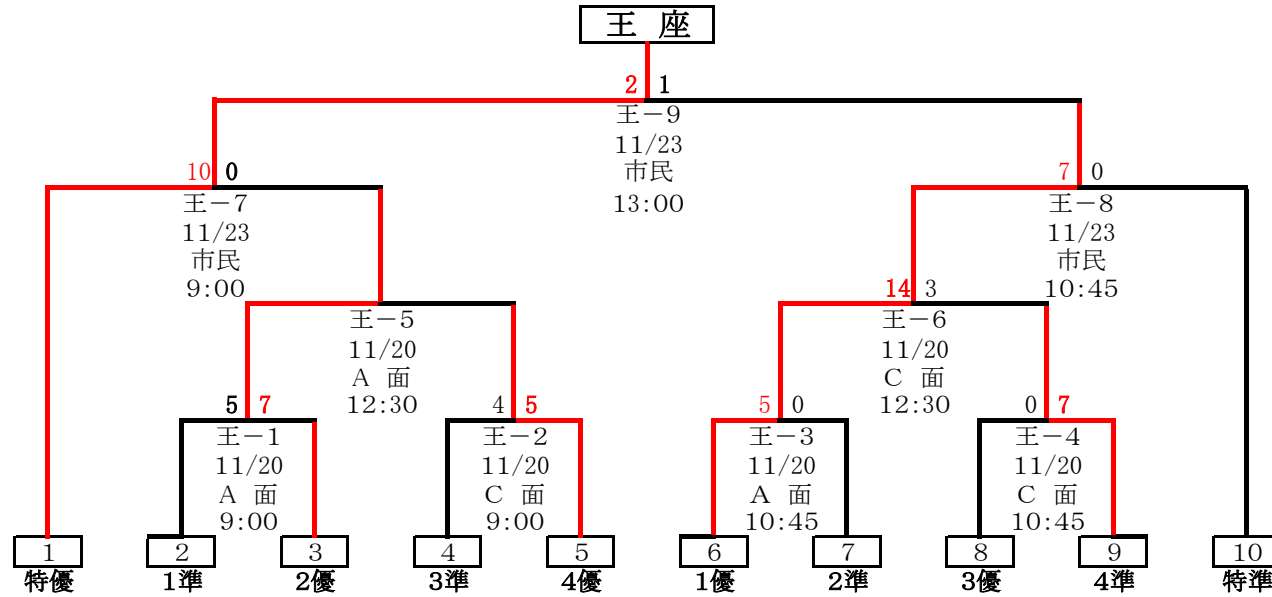 王 座
2 1
王－9
11/23
市民
13:00
10 0
王－7
11/23
市民
9:00
7 0
王－8
11/23
市民
10:45
王－5
11/20
A 面
12:30
14 3
王－6
11/20
C 面
12:30
5 7
王－1
11/20
A 面
9:00
4 5
王－2
11/20
C 面
9:00
5 0
王－3
11/20
A 面
10:45
0 7
王－4
11/20
C 面
10:45
1 2 3 4 5 6 7 8 9 10
特優 1準 2優 3準 4優 1優 2準 3優 4準 特準